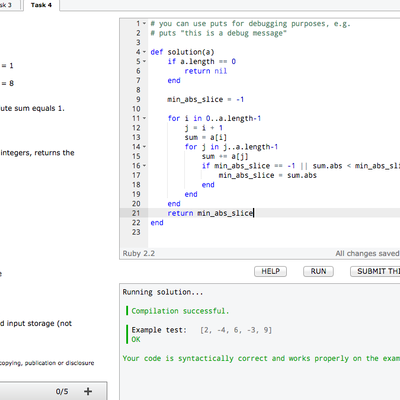 sk 3 Task 4
= 1
= 8
ute sum equals 1.
integers, returns the
e
d input storage (not
copying, publication or disclosure
0/5 +
1 # you can use puts for debugging purposes, e.g.
2 # puts "this is a debug message"
3
4 def solution(a)
5 if a.length == 0
6 return nil
7 end
8
9 min_abs_slice = -1
10
11 for i in 0..a.length-1
12 j = i + 1
13 sum = a[i]
14 for j in j..a.length-1
15 sum += a[j]
16 if min_abs_slice == -1 || sum.abs < min_abs_sli
17 min_abs_slice = sum.abs
18 end
19 end
20 end
21 return min_abs_slice
22 end
23
Ruby 2.2 All changes saved
HELP RUN SUBMIT THI
Running solution...
Compilation successful.
Example test: [2, -4, 6, -3, 9]
OK
Your code is syntactically correct and works properly on the exam